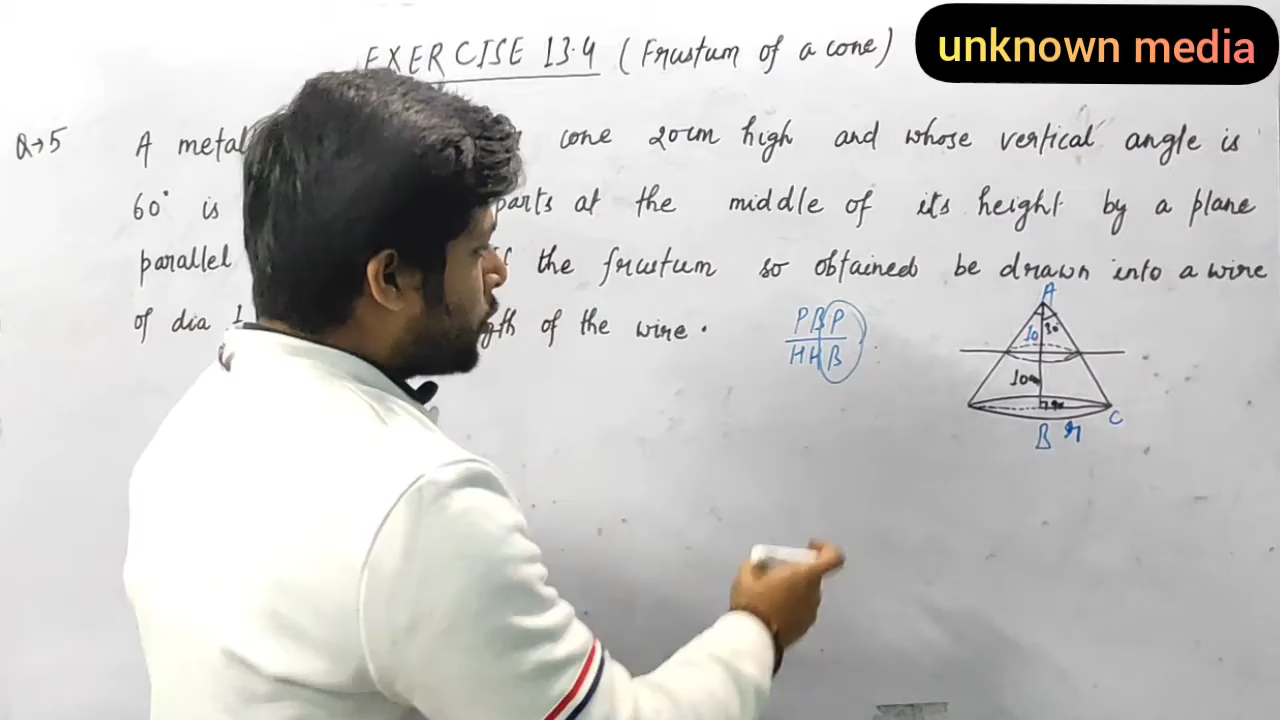 unknown media
EXERCISE 13.4 (Frustum of a cone)
Q→5 A metal cone 20cm high and whose vertical angle is
60° is parts at the middle of its height by a plane
parallel the frustum so obtained be drawn into a wire
of dia 1 of the wire.
P B P
H H B
A
10 30°
10cm
B r C